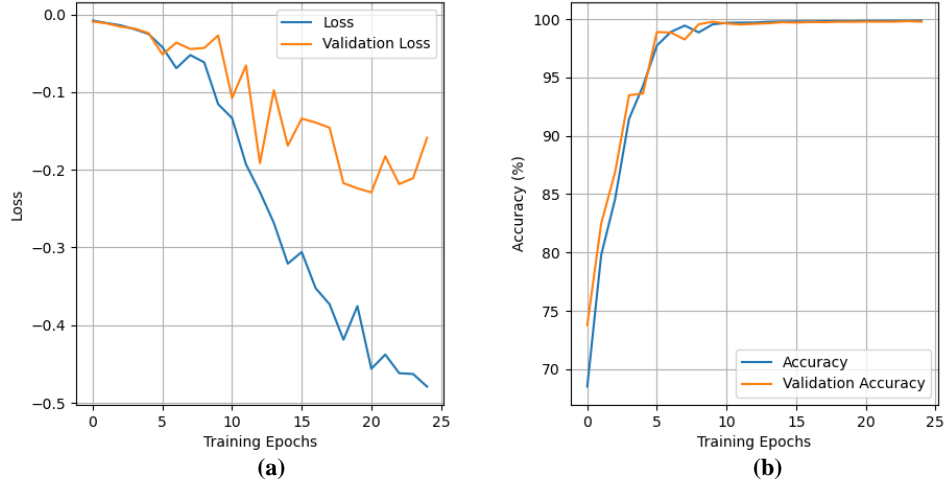 0.0
−0.1
−0.2
−0.3
−0.4
−0.5
Loss
0 5 10 15 20 25
Training Epochs
Loss
Validation Loss
(a)
100
95
90
85
80
75
70
Accuracy (%)
0 5 10 15 20 25
Training Epochs
Accuracy
Validation Accuracy
(b)